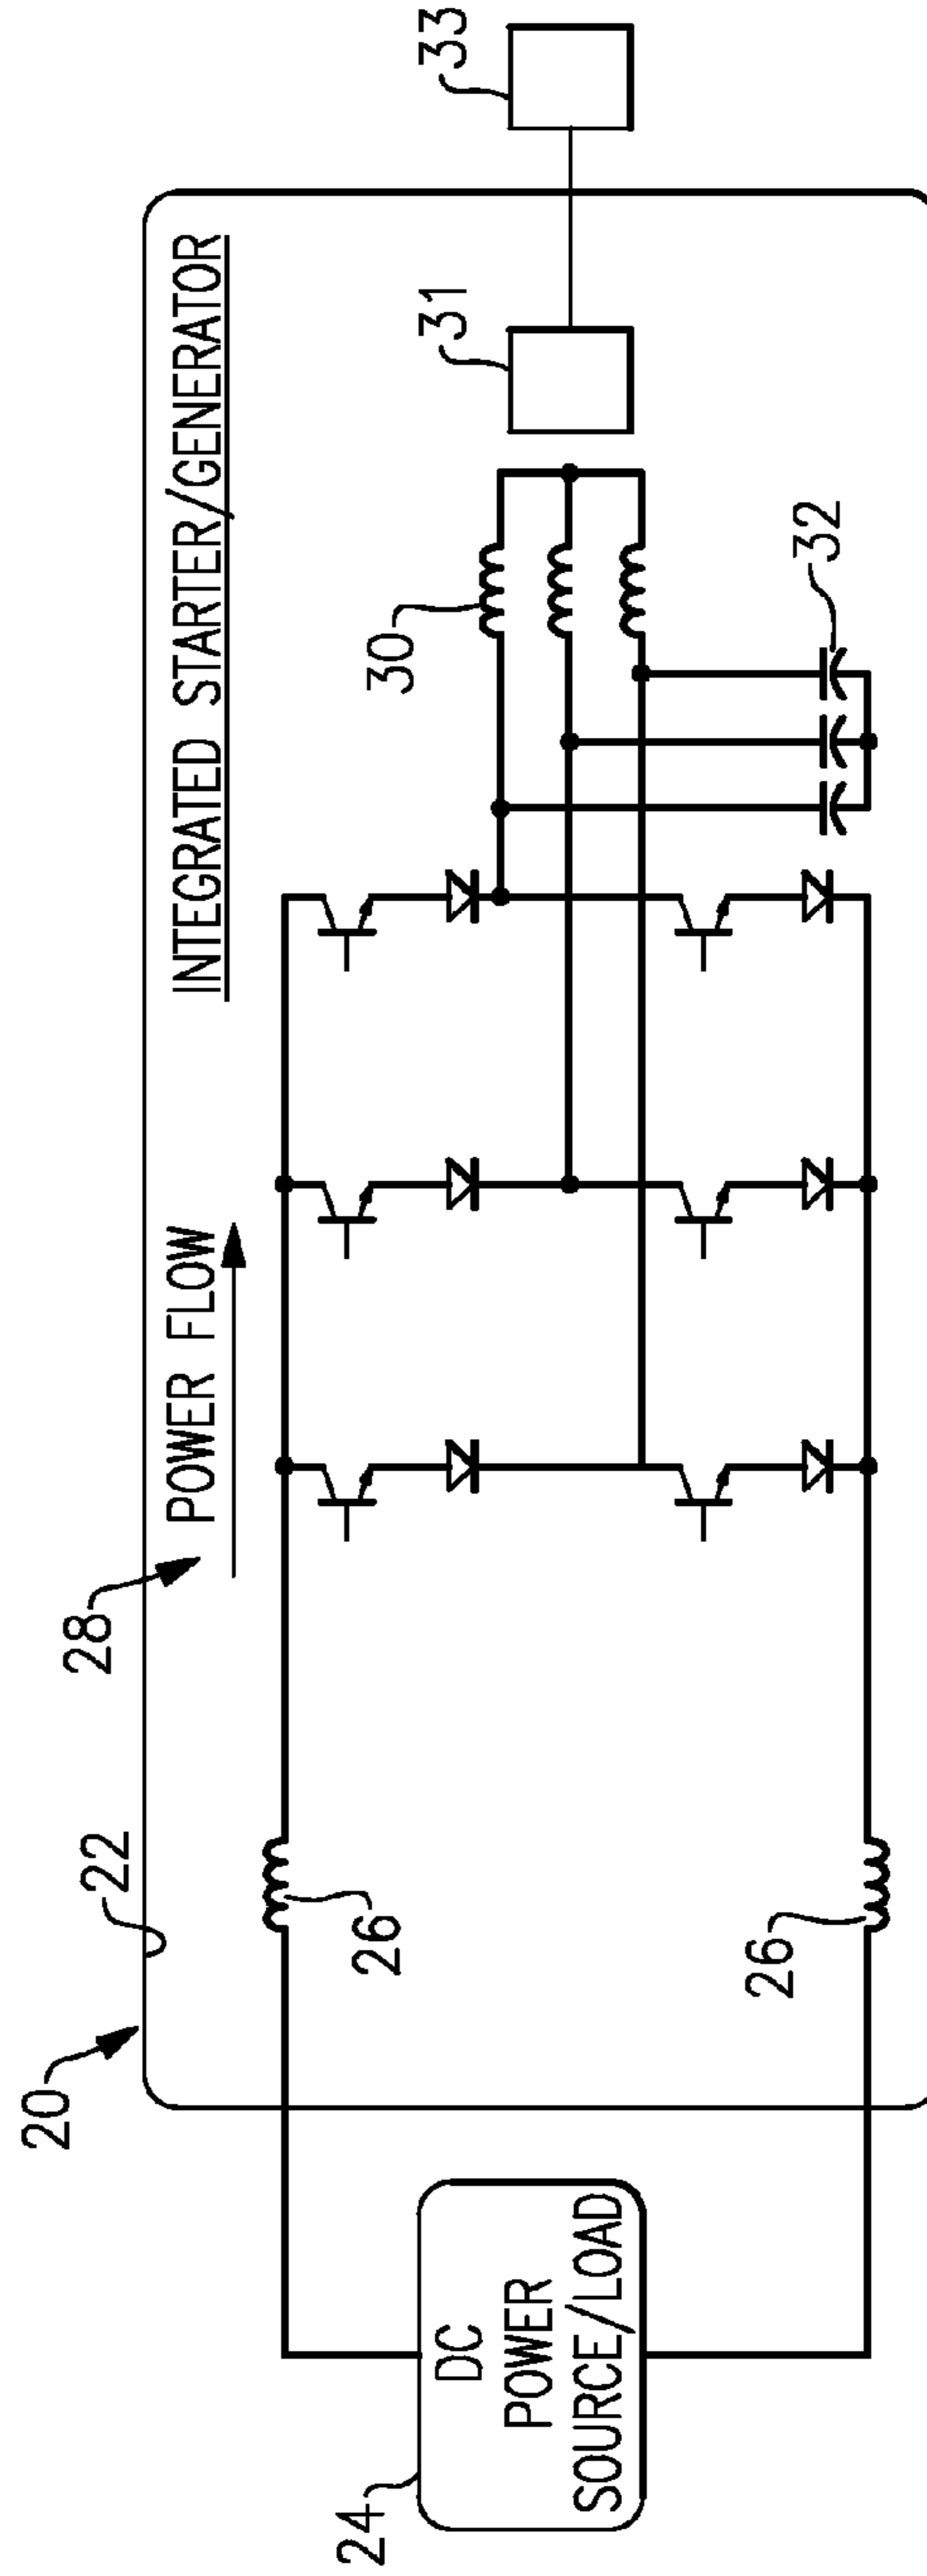 20
22
28
POWER FLOW
INTEGRATED STARTER/GENERATOR
24
DC
POWER
SOURCE/LOAD
26
26
30
31
33
32